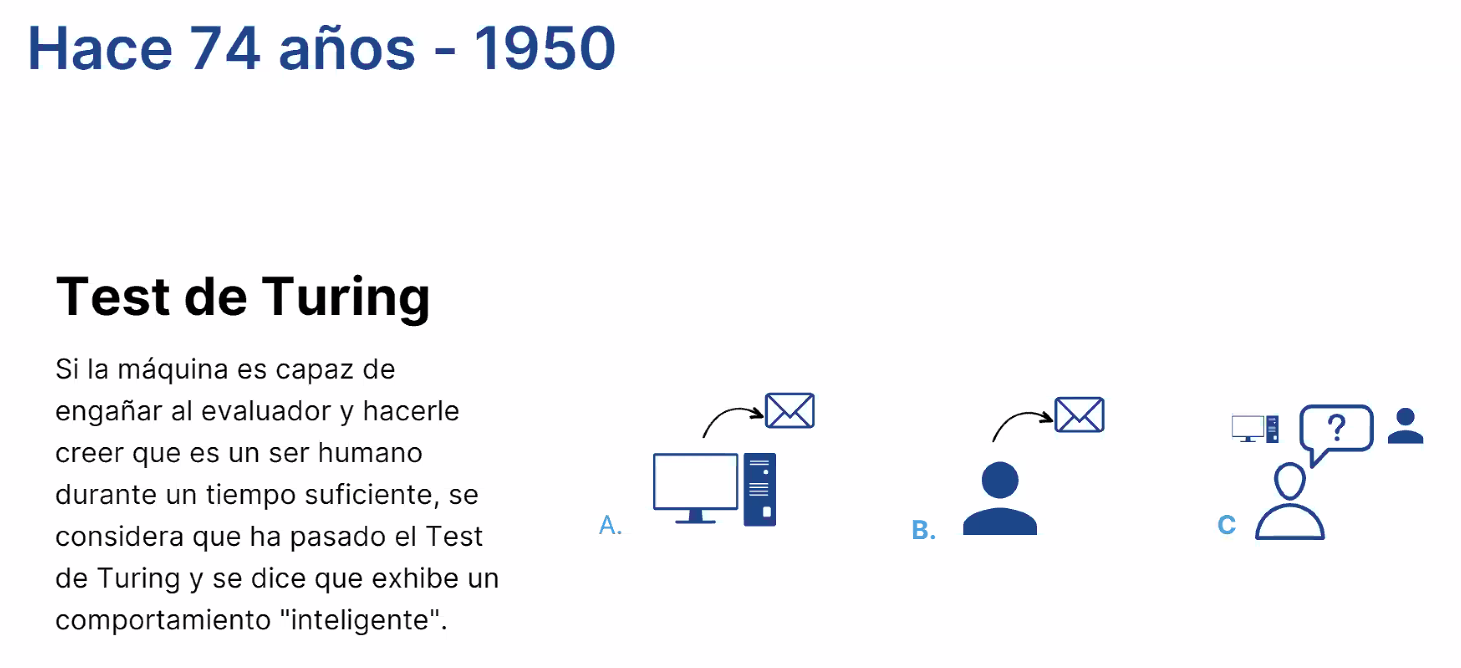 Hace 74 años - 1950
Test de Turing
Si la máquina es capaz de
engañar al evaluador y hacerle
creer que es un ser humano
durante un tiempo suficiente, se
considera que ha pasado el Test
de Turing y se dice que exhibe un
comportamiento "inteligente".
A.
B.
C
?